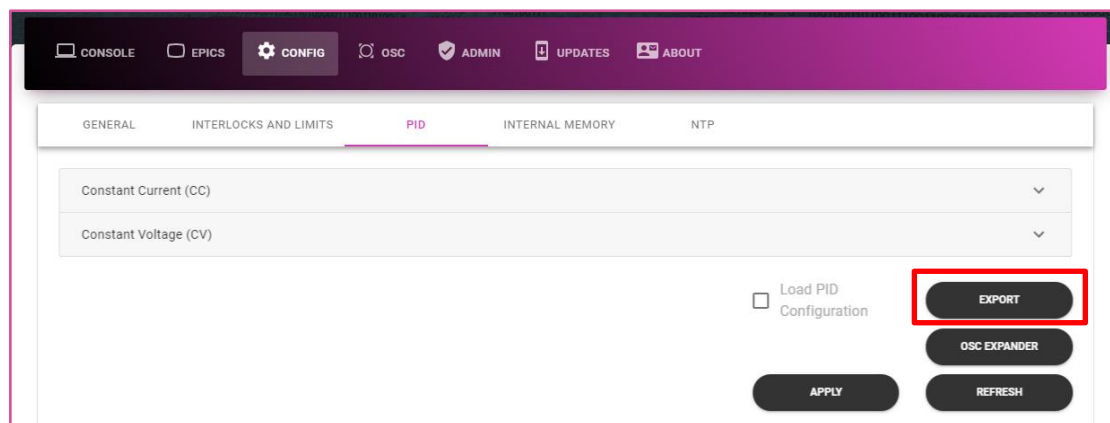 CONSOLE EPICS CONFIG OSC ADMIN UPDATES ABOUT
GENERAL INTERLOCKS AND LIMITS PID INTERNAL MEMORY NTP
Constant Current (CC)
Constant Voltage (CV)
Load PID
Configuration
EXPORT
OSC EXPANDER
APPLY REFRESH